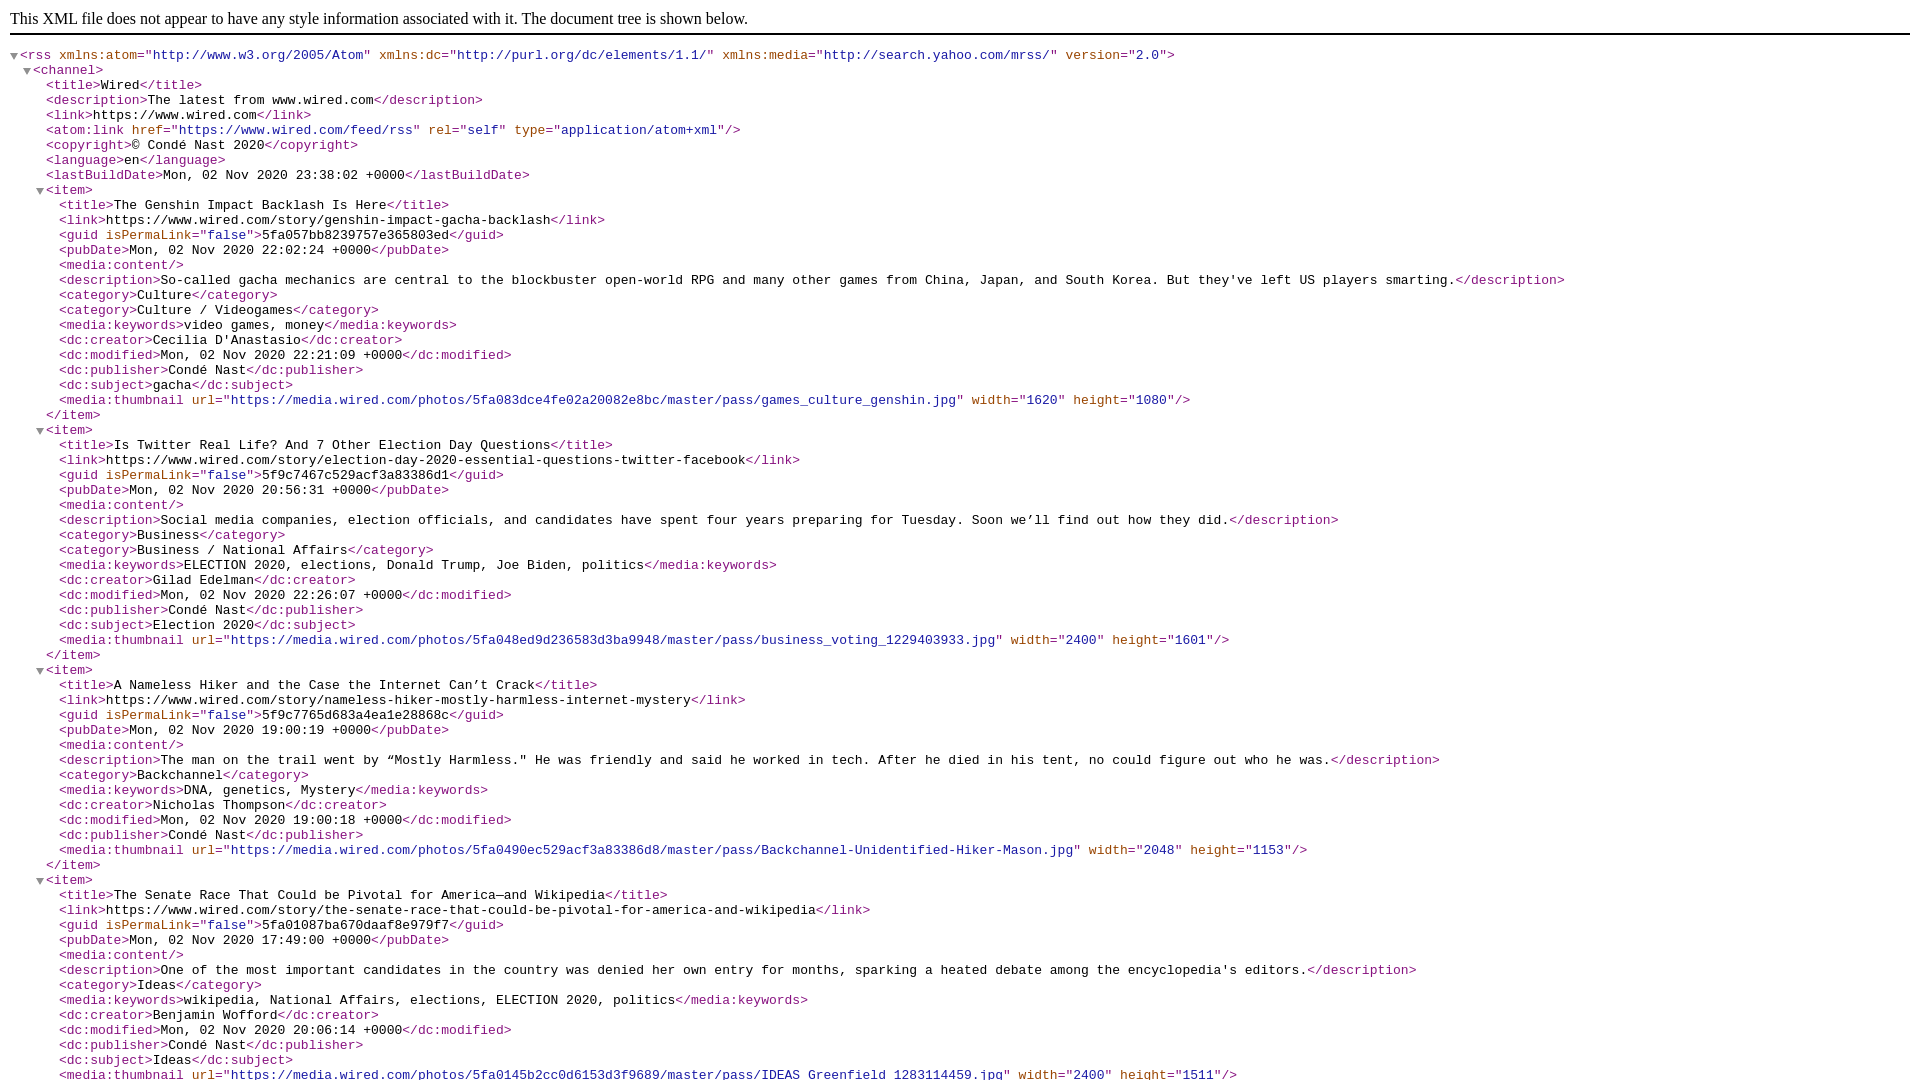 This XML file does not appear to have any style information associated with it. The document tree is shown below.
<rss xmlns:atom="http://www.w3.org/2005/Atom" xmlns:dc="http://purl.org/dc/elements/1.1/" xmlns:media="http://search.yahoo.com/mrss/" version="2.0">
<channel>
<title>Wired</title>
<description>The latest from www.wired.com</description>
<link>https://www.wired.com</link>
<atom:link href="https://www.wired.com/feed/rss" rel="self" type="application/atom+xml"/>
<copyright>© Condé Nast 2020</copyright>
<language>en</language>
<lastBuildDate>Mon, 02 Nov 2020 23:38:02 +0000</lastBuildDate>
<item>
<title>The Genshin Impact Backlash Is Here</title>
<link>https://www.wired.com/story/genshin-impact-gacha-backlash</link>
<guid isPermaLink="false">5fa057bb8239757e365803ed</guid>
<pubDate>Mon, 02 Nov 2020 22:02:24 +0000</pubDate>
<media:content/>
<description>So-called gacha mechanics are central to the blockbuster open-world RPG and many other games from China, Japan, and South Korea. But they've left US players smarting.</description>
<category>Culture</category>
<category>Culture / Videogames</category>
<media:keywords>video games, money</media:keywords>
<dc:creator>Cecilia D'Anastasio</dc:creator>
<dc:modified>Mon, 02 Nov 2020 22:21:09 +0000</dc:modified>
<dc:publisher>Condé Nast</dc:publisher>
<dc:subject>gacha</dc:subject>
<media:thumbnail url="https://media.wired.com/photos/5fa083dce4fe02a20082e8bc/master/pass/games_culture_genshin.jpg" width="1620" height="1080"/>
</item>
<item>
<title>Is Twitter Real Life? And 7 Other Election Day Questions</title>
<link>https://www.wired.com/story/election-day-2020-essential-questions-twitter-facebook</link>
<guid isPermaLink="false">5f9c7467c529acf3a83386d1</guid>
<pubDate>Mon, 02 Nov 2020 20:56:31 +0000</pubDate>
<media:content/>
<description>Social media companies, election officials, and candidates have spent four years preparing for Tuesday. Soon we’ll find out how they did.</description>
<category>Business</category>
<category>Business / National Affairs</category>
<media:keywords>ELECTION 2020, elections, Donald Trump, Joe Biden, politics</media:keywords>
<dc:creator>Gilad Edelman</dc:creator>
<dc:modified>Mon, 02 Nov 2020 22:26:07 +0000</dc:modified>
<dc:publisher>Condé Nast</dc:publisher>
<dc:subject>Election 2020</dc:subject>
<media:thumbnail url="https://media.wired.com/photos/5fa048ed9d236583d3ba9948/master/pass/business_voting_1229403933.jpg" width="2400" height="1601"/>
</item>
<item>
<title>A Nameless Hiker and the Case the Internet Can’t Crack</title>
<link>https://www.wired.com/story/nameless-hiker-mostly-harmless-internet-mystery</link>
<guid isPermaLink="false">5f9c7765d683a4ea1e28868c</guid>
<pubDate>Mon, 02 Nov 2020 19:00:19 +0000</pubDate>
<media:content/>
<description>The man on the trail went by “Mostly Harmless." He was friendly and said he worked in tech. After he died in his tent, no could figure out who he was.</description>
<category>Backchannel</category>
<media:keywords>DNA, genetics, Mystery</media:keywords>
<dc:creator>Nicholas Thompson</dc:creator>
<dc:modified>Mon, 02 Nov 2020 19:00:18 +0000</dc:modified>
<dc:publisher>Condé Nast</dc:publisher>
<media:thumbnail url="https://media.wired.com/photos/5fa0490ec529acf3a83386d8/master/pass/Backchannel-Unidentified-Hiker-Mason.jpg" width="2048" height="1153"/>
</item>
<item>
<title>The Senate Race That Could be Pivotal for America—and Wikipedia</title>
<link>https://www.wired.com/story/the-senate-race-that-could-be-pivotal-for-america-and-wikipedia</link>
<guid isPermaLink="false">5fa01087ba670daaf8e979f7</guid>
<pubDate>Mon, 02 Nov 2020 17:49:00 +0000</pubDate>
<media:content/>
<description>One of the most important candidates in the country was denied her own entry for months, sparking a heated debate among the encyclopedia's editors.</description>
<category>Ideas</category>
<media:keywords>wikipedia, National Affairs, elections, ELECTION 2020, politics</media:keywords>
<dc:creator>Benjamin Wofford</dc:creator>
<dc:modified>Mon, 02 Nov 2020 20:06:14 +0000</dc:modified>
<dc:publisher>Condé Nast</dc:publisher>
<dc:subject>Ideas</dc:subject>
<media:thumbnail url="https://media.wired.com/photos/5fa0145b2cc0d6153d3f9689/master/pass/IDEAS_Greenfield_1283114459.jpg" width="2400" height="1511"/>